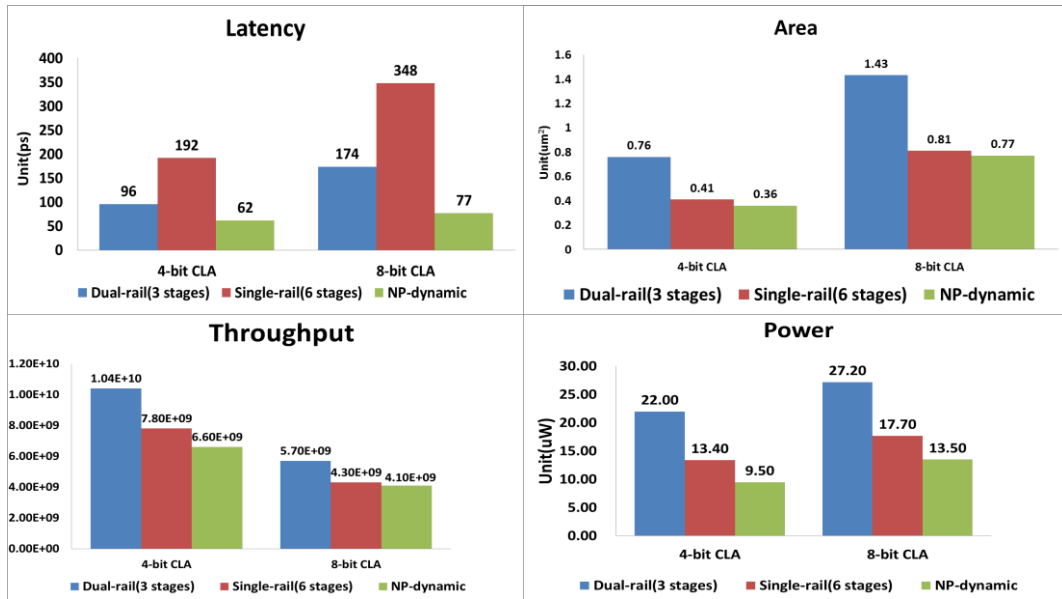 Latency
400
350
300
250
200
150
100
50
0
Unit(ps)
96
192
62
174
348
77
4-bit CLA
8-bit CLA
Dual-rail(3 stages)
Single-rail(6 stages)
NP-dynamic
Area
1.6
1.4
1.2
1
0.8
0.6
0.4
0.2
0
Unit(um²)
0.76
0.41
0.36
1.43
0.81
0.77
4-bit CLA
8-bit CLA
Dual-rail(3 stages)
Single-rail(6 stages)
NP-dynamic
Throughput
1.20E+10
1.00E+10
8.00E+09
6.00E+09
4.00E+09
2.00E+09
0.00E+00
1.04E+10
7.80E+09
6.60E+09
5.70E+09
4.30E+09
4.10E+09
4-bit CLA
8-bit CLA
Dual-rail(3 stages)
Single-rail(6 stages)
NP-dynamic
Power
30.00
25.00
20.00
15.00
10.00
5.00
0.00
Unit(uW)
22.00
13.40
9.50
27.20
17.70
13.50
4-bit CLA
8-bit CLA
Dual-rail(3 stages)
Single-rail(6 stages)
NP-dynamic